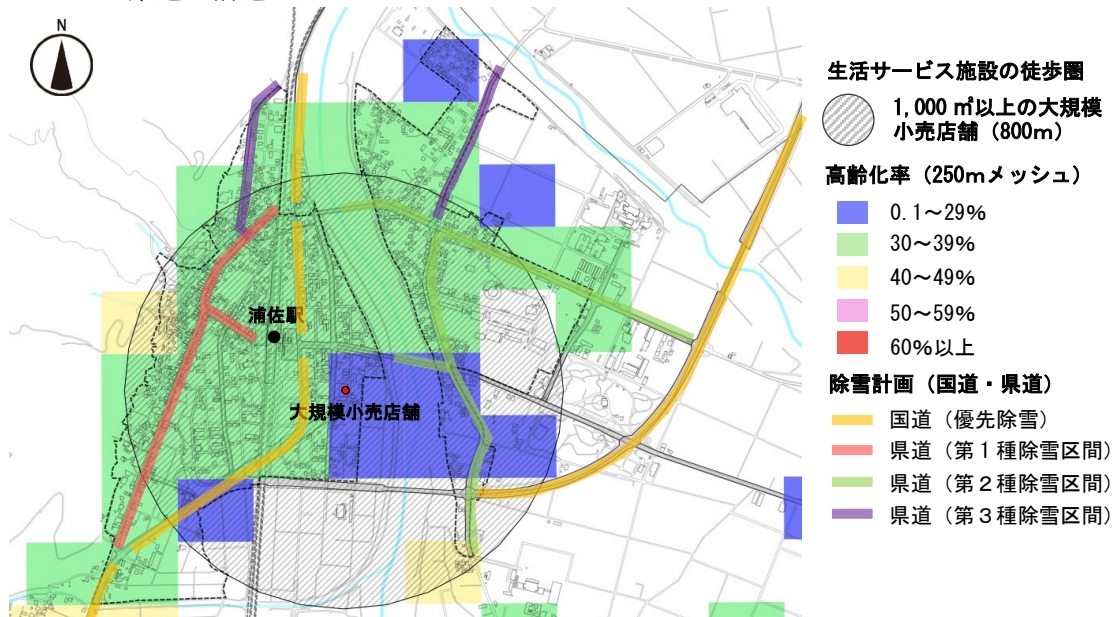 N
浦佐駅
大規模小売店舗
生活サービス施設の徒歩圏
1,000 ㎡以上の大規模
小売店舗（800m）
高齢化率（250mメッシュ）
0.1～29%
30～39%
40～49%
50～59%
60%以上
除雪計画（国道・県道）
国道（優先除雪）
県道（第１種除雪区間）
県道（第２種除雪区間）
県道（第３種除雪区間）